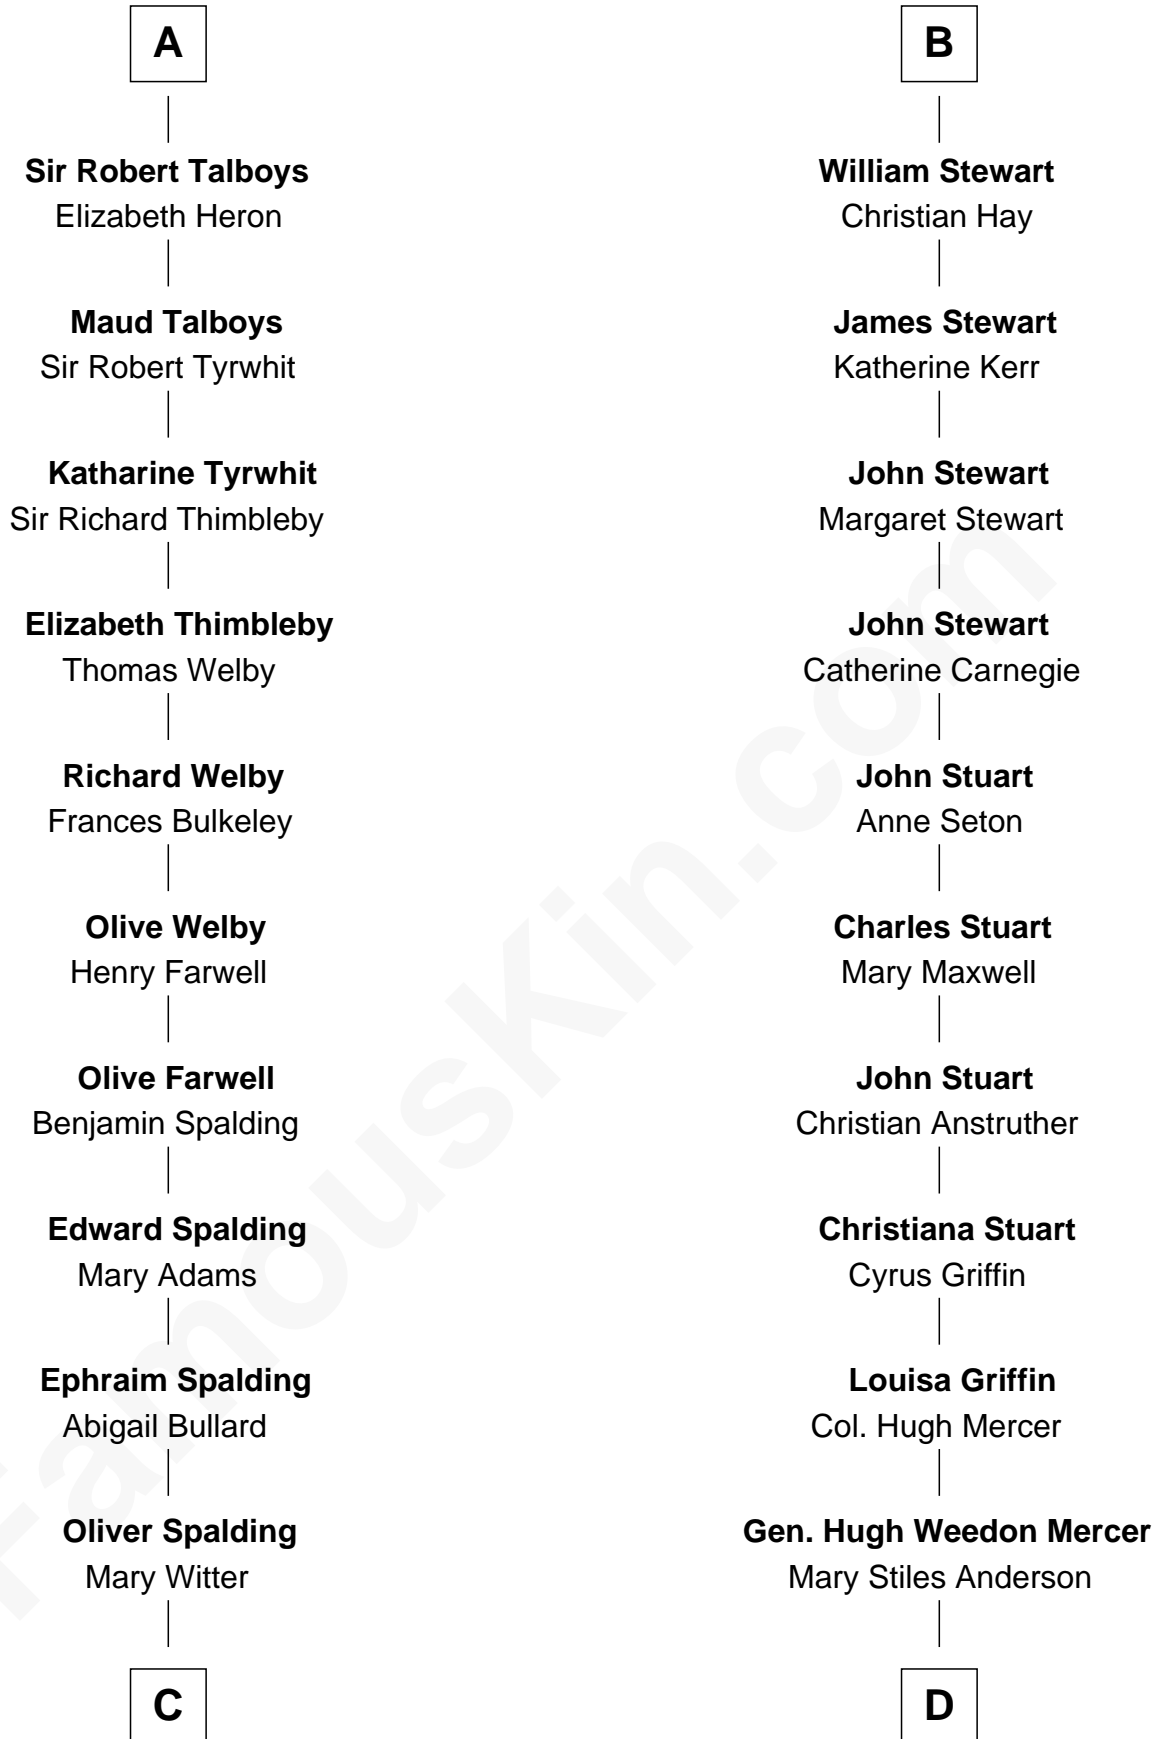 A
Sir Robert Talboys
Elizabeth Heron
Maud Talboys
Sir Robert Tyrwhit
Katharine Tyrwhit
Sir Richard Thimbleby
Elizabeth Thimbleby
Thomas Welby
Richard Welby
Frances Bulkeley
Olive Welby
Henry Farwell
Olive Farwell
Benjamin Spalding
Edward Spalding
Mary Adams
Ephraim Spalding
Abigail Bullard
Oliver Spalding
Mary Witter
C
B
William Stewart
Christian Hay
James Stewart
Katherine Kerr
John Stewart
Margaret Stewart
John Stewart
Catherine Carnegie
John Stuart
Anne Seton
Charles Stuart
Mary Maxwell
John Stuart
Christian Anstruther
Christiana Stuart
Cyrus Griffin
Louisa Griffin
Col. Hugh Mercer
Gen. Hugh Weedon Mercer
Mary Stiles Anderson
D
FamousKin.com